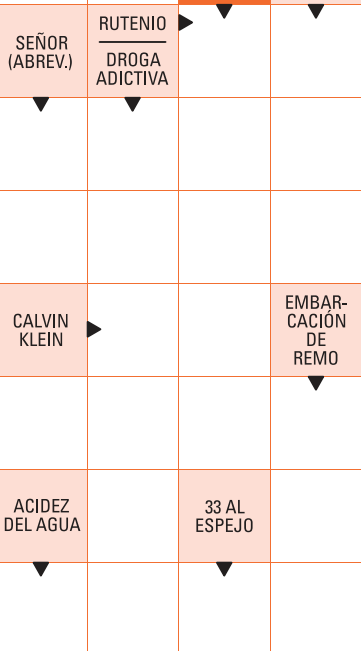 SEÑOR
(ABREV.)
RUTENIO
DROGA
ADICTIVA
CALVIN
KLEIN
EMBAR-
CACIÓN
DE
REMO
ACIDEZ
DEL AGUA
33 AL
ESPEJO